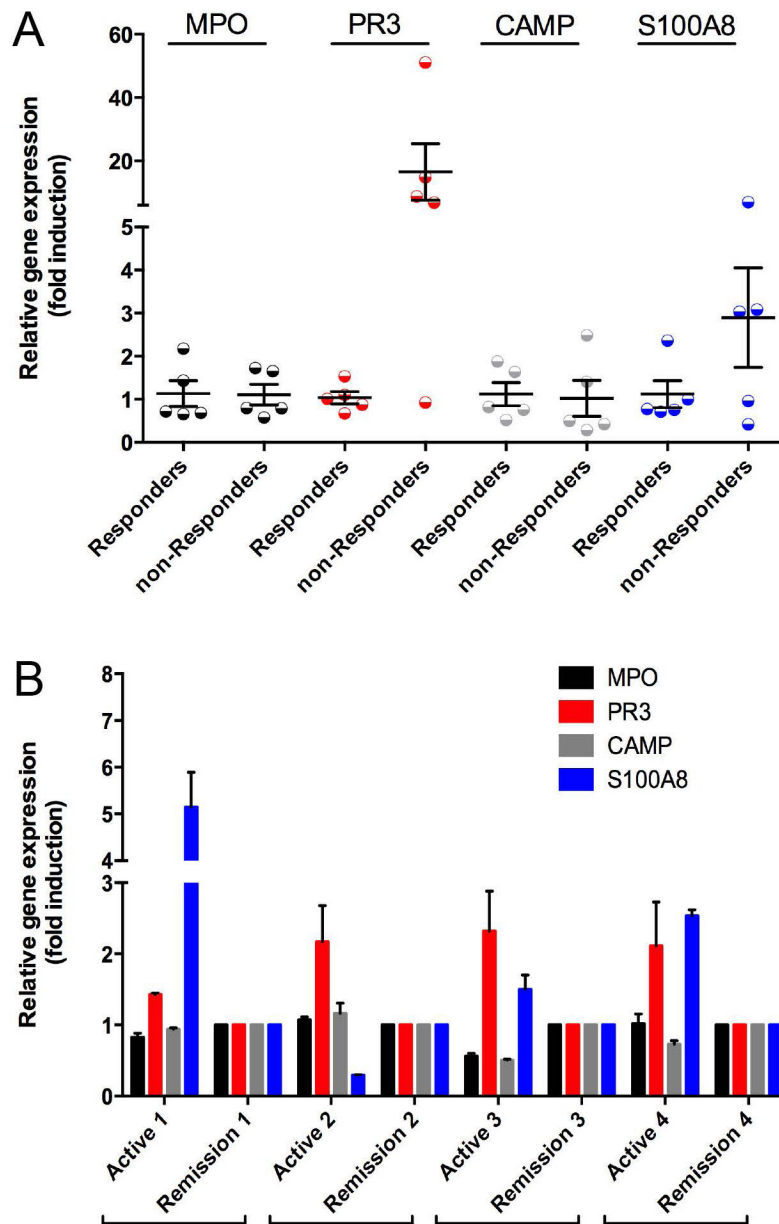 A
MPO PR3 CAMP S100A8
Relative gene expression
(fold induction)
60
40
20
5
4
3
2
1
0
Responders
non-Responders
Responders
non-Responders
Responders
non-Responders
Responders
non-Responders
B
Relative gene expression
(fold induction)
8
7
6
5
4
3
2
1
0
MPO
PR3
CAMP
S100A8
Active 1
Remission 1
Active 2
Remission 2
Active 3
Remission 3
Active 4
Remission 4